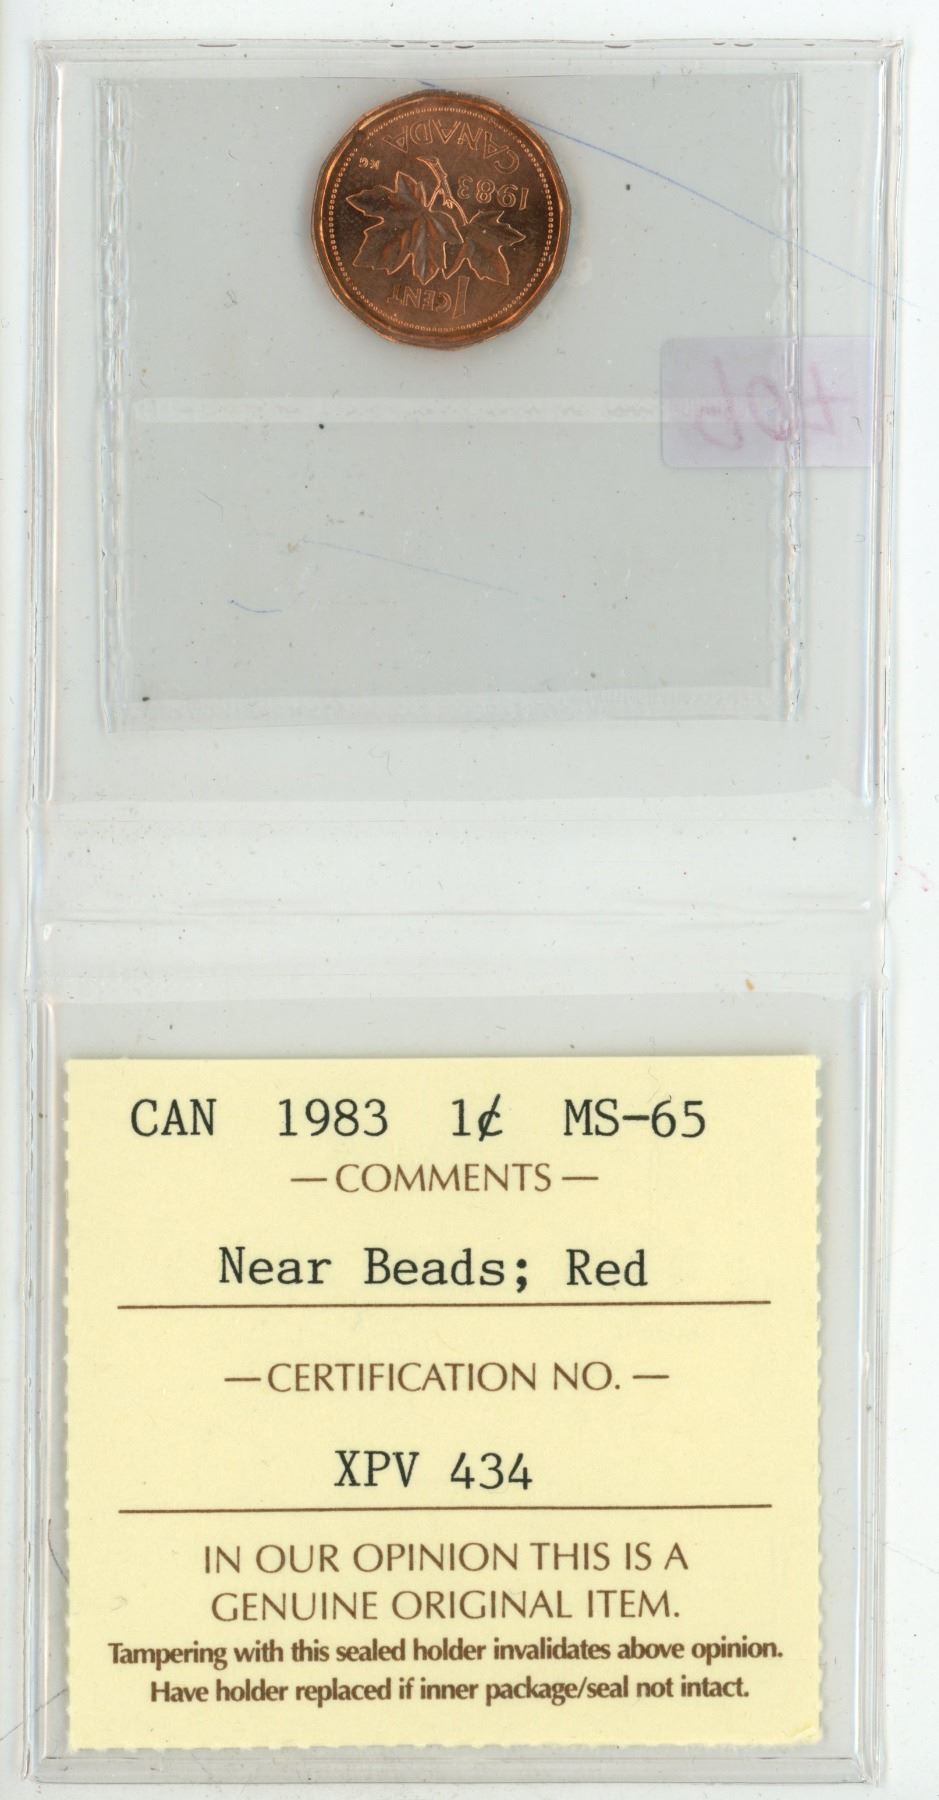 CANADA
KG
1983
1 CENT
CAN 1983 1¢ MS-65
—COMMENTS—
Near Beads; Red
—CERTIFICATION NO.—
XPV 434
IN OUR OPINION THIS IS A
GENUINE ORIGINAL ITEM.
Tampering with this sealed holder invalidates above opinion.
Have holder replaced if inner package/seal not intact.